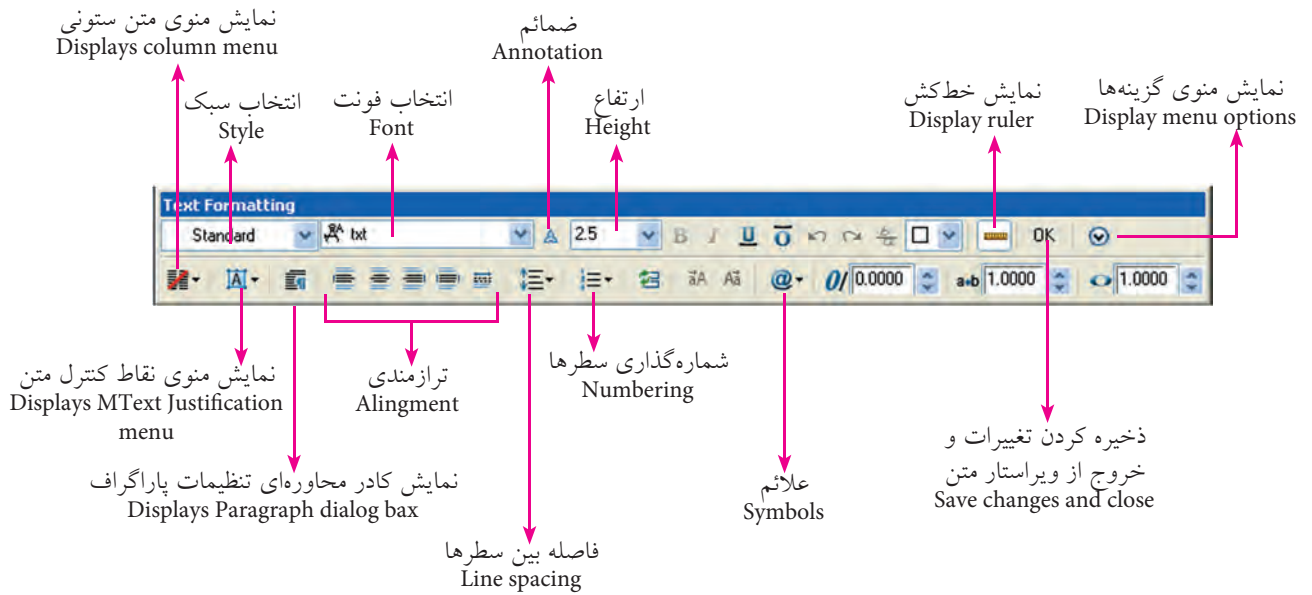 نمایش منوی متن ستونی
Displays column menu
انتخاب سبک
Style
انتخاب فونت
Font
ضمائم
Annotation
ارتفاع
Height
نمایش خط‌کش
Display ruler
نمایش منوی گزینه‌ها
Display menu options
Text Formatting
Standard txt 2.5 B I U O OK
@ 0/ 0.0000 a•b 1.0000 1.0000
نمایش منوی نقاط کنترل متن
Displays MText Justification
menu
ترازمندی
Alingment
شماره‌گذاری سطرها
Numbering
نمایش کادر محاوره‌ای تنظیمات پاراگراف
Displays Paragraph dialog bax
فاصله بین سطرها
Line spacing
علائم
Symbols
ذخیره کردن تغییرات و
خروج از ویراستار متن
Save changes and close